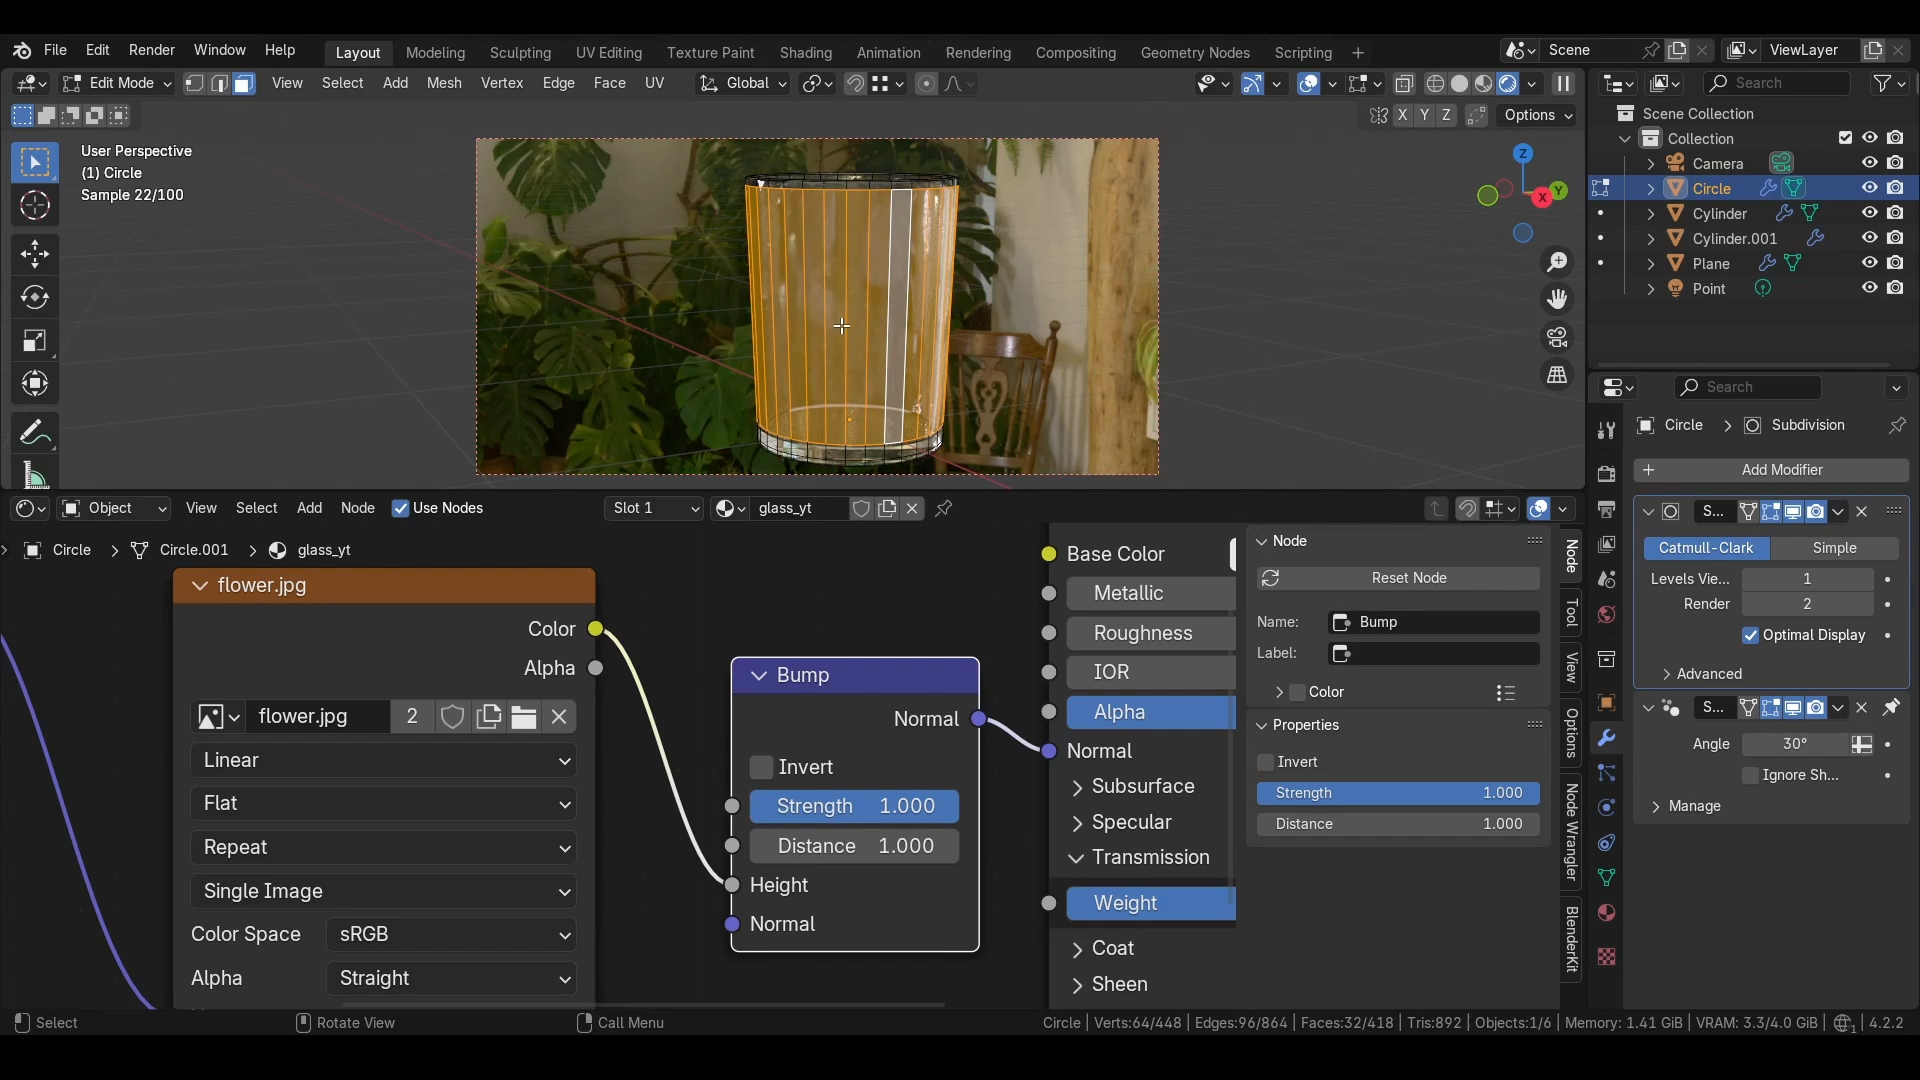 File Edit Render Window Help Layout Modeling Sculpting UV Editing Texture Paint Shading Animation Rendering Compositing Geometry Nodes Scripting Scene ViewLayer
Edit Mode View Select Add Mesh Vertex Edge Face UV Global Search
X Y Z Options
Scene Collection
Collection
Camera
Circle
Cylinder
Cylinder.001
Plane
Point
User Perspective
(1) Circle
Sample 22/100
Z
Y
X
Search
Circle Subdivision
Add Modifier
S...
Catmull-Clark Simple
Levels Vie... 1
Render 2
Optimal Display
Advanced
S...
Angle 30°
Ignore Sh...
Manage
Object View Select Add Node Use Nodes Slot 1 glass_yt
Circle Circle.001 glass_yt
flower.jpg
Color
Alpha
flower.jpg 2
Linear
Flat
Repeat
Single Image
Color Space sRGB
Alpha Straight
Bump
Normal
Invert
Strength 1.000
Distance 1.000
Height
Normal
Base Color
Metallic
Roughness
IOR
Alpha
Normal
Subsurface
Specular
Transmission
Weight
Coat
Sheen
Node
Reset Node
Name: Bump
Label:
Color
Properties
Invert
Strength 1.000
Distance 1.000
Node
Tool
View
Options
Node Wrangler
BlenderKit
Select Rotate View Call Menu Circle | Verts:64/448 | Edges:96/864 | Faces:32/418 | Tris:892 | Objects:1/6 | Memory: 1.41 GiB | VRAM: 3.3/4.0 GiB | 1 | 4.2.2